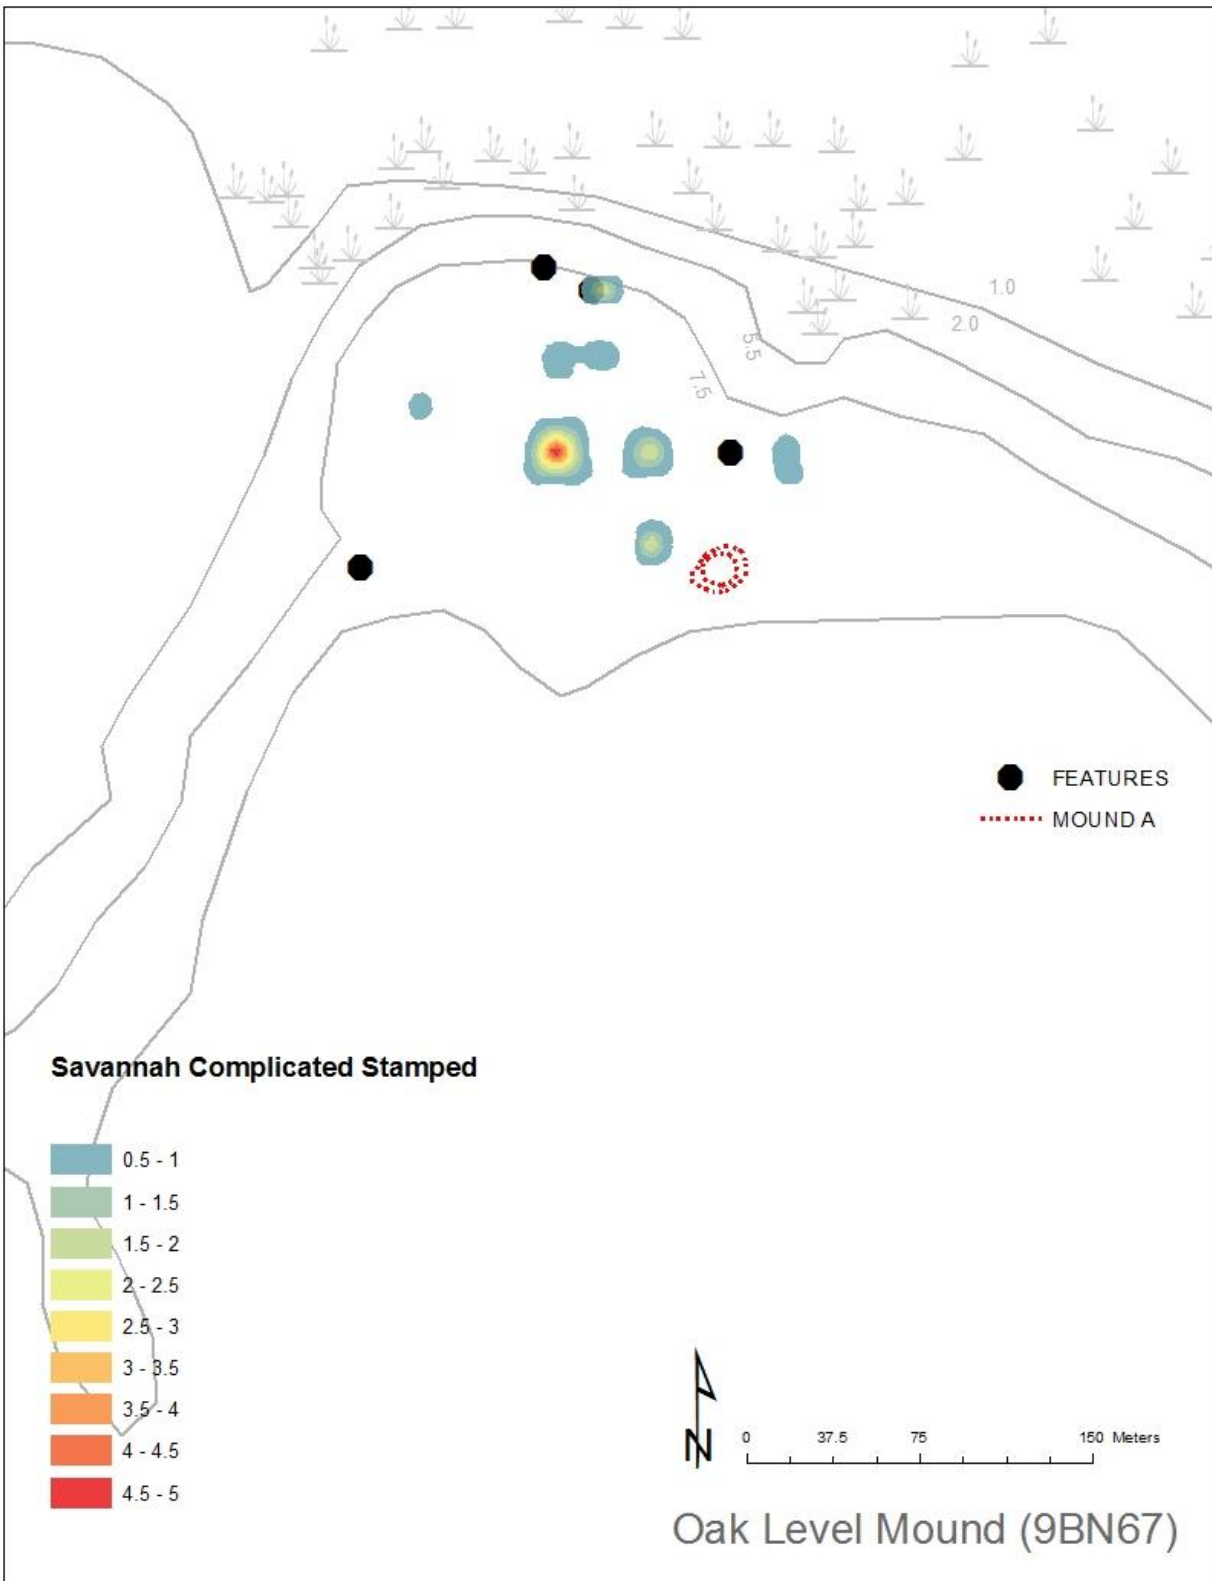 1.0
2.0
5.5
7.5
FEATURES
MOUND A
Savannah Complicated Stamped
0.5 - 1
1 - 1.5
1.5 - 2
2 - 2.5
2.5 - 3
3 - 3.5
3.5 - 4
4 - 4.5
4.5 - 5
N
0 37.5 75 150 Meters
Oak Level Mound (9BN67)